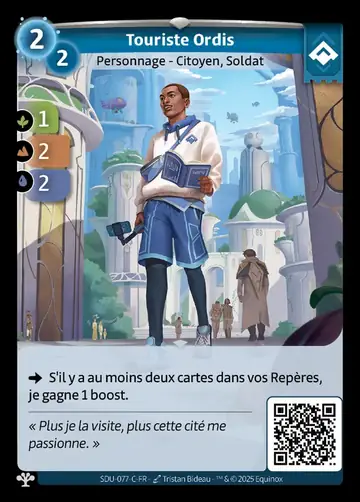 2
2
Touriste Ordis
Personnage - Citoyen, Soldat
1
2
2
➜ S'il y a au moins deux cartes dans vos Repères,
je gagne 1 boost.
« Plus je la visite, plus cette cité me
passionne. »
SDU-077-C-FR - Tristan Bideau - ™ & © 2025 Equinox